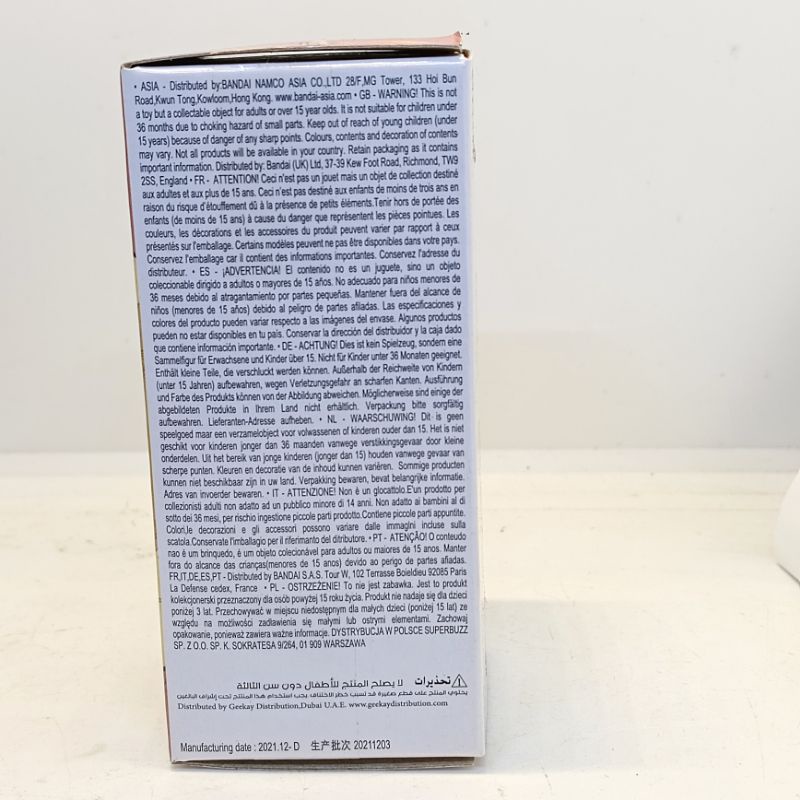 • ASIA - Distributed by:BANDAI NAMCO ASIA CO.,LTD 28/F,MG Tower, 133 Hoi Bun
Road,Kwun Tong,Kowloom,Hong Kong. www.bandai-asia.com • GB - WARNING! This is not
a toy but a collectable object for adults or over 15 year olds. It is not suitable for children under
36 months due to choking hazard of small parts. Keep out of reach of young children (under
15 years) because of danger of any sharp points. Colours, contents and decoration of contents
may vary. Not all products will be available in your country. Retain packaging as it contains
important information. Distributed by: Bandai (UK) Ltd, 37-39 Kew Foot Road, Richmond, TW9
2SS, England • FR - ATTENTION! Ceci n'est pas un jouet mais un objet de collection destiné
aux adultes et aux plus de 15 ans. Ceci n'est pas destiné aux enfants de moins de trois ans en
raison du risque d'étouffement dû à la présence de petits éléments.Tenir hors de portée des
enfants (de moins de 15 ans) à cause du danger que représentent les pièces pointues. Les
couleurs, les décorations et les accessoires du produit peuvent varier par rapport à ceux
présentés sur l'emballage. Certains modèles peuvent ne pas être disponibles dans votre pays.
Conservez l'emballage car il contient des informations importantes. Conservez l'adresse du
distributeur. • ES - ¡ADVERTENCIA! El contenido no es un juguete, sino un objeto
coleccionable dirigido a adultos o mayores de 15 años. No adecuado para niños menores de
36 meses debido al atragantamiento por partes pequeñas. Mantener fuera del alcance de
niños (menores de 15 años) debido al peligro de partes afiladas. Las especificaciones y
colores del producto pueden variar respecto a las imágenes del envase. Algunos productos
pueden no estar disponibles en tu país. Conservar la dirección del distribuidor y la caja dado
que contiene información importante. • DE - ACHTUNG! Dies ist kein Spielzeug, sondern eine
Sammelfigur für Erwachsene und Kinder über 15. Nicht für Kinder unter 36 Monaten geeignet.
Enthält kleine Teile, die verschluckt werden können. Außerhalb der Reichweite von Kindern
(unter 15 Jahren) aufbewahren, wegen Verletzungsgefahr an scharfen Kanten. Ausführung
und Farbe des Produkts können von der Abbildung abweichen. Möglicherweise sind einige der
abgebildeten Produkte in Ihrem Land nicht erhältlich. Verpackung bitte sorgfältig
aufbewahren. Lieferanten-Adresse aufheben. • NL - WAARSCHUWING! Dit is geen
speelgoed maar een verzamelobject voor volwassenen of kinderen ouder dan 15. Het is niet
geschikt voor kinderen jonger dan 36 maanden vanwege verstikkingsgevaar door kleine
onderdelen. Uit het bereik van jonge kinderen (jonger dan 15) houden vanwege gevaar van
scherpe punten. Kleuren en decoratie van de inhoud kunnen variëren. Sommige producten
kunnen niet beschikbaar zijn in uw land. Verpakking bewaren, bevat belangrijke informatie.
Adres van invoerder bewaren. • IT - ATTENZIONE! Non è un giocattolo.E'un prodotto per
collezionisti adulti non adatto ad un pubblico minore di 14 anni. Non adatto ai bambini al di
sotto dei 36 mesi, per rischio ingestione piccole parti prodotto.Contiene piccole parti appuntite.
Colori,le decorazioni e gli accessori possono variare dalle immagini incluse sulla
scatola.Conservate l'imballagio per il riferimanto del ditributore. • PT - ATENÇÃO! O conteudo
nao é um brinquedo, é um objeto colecionável para adultos ou maiores de 15 anos. Manter
fora do alcance das crianças(menores de 15 anos) devido ao perigo de partes afiladas.
FR,IT,DE,ES,PT - Distributed by BANDAI S.A.S. Tour W, 102 Terrasse Boieldieu 92085 Paris
La Defense cedex, France • PL - OSTRZEŻENIE! To nie jest zabawka. Jest to produkt
kolekcjonerski przeznaczony dla osób powyżej 15 roku życia. Produkt nie nadaje się dla dzieci
poniżej 3 lat. Przechowywać w miejscu niedostępnym dla małych dzieci (poniżej 15 lat) ze
względu na możliwości zadławienia się małymi lub ostrymi elementami. Zachowaj
opakowanie, ponieważ zawiera ważne informacje. DYSTRYBUCJA W POLSCE SUPERBUZZ
SP. Z O.O. SP. K. SOKRATESA 9/264, 01 909 WARSZAWA
تحذيرات لا يصلح المنتج للأطفال دون سن الثالثة
يحتوي المنتج على قطع صغيرة قد تسبب خطر الاختناف. يجب استخدام هذا المنتج تحت إشراف البالغين
Distributed by Geekay Distribution,Dubai U.A.E. www.geekaydistribution.com
Manufacturing date : 2021.12- D 生产批次 20211203